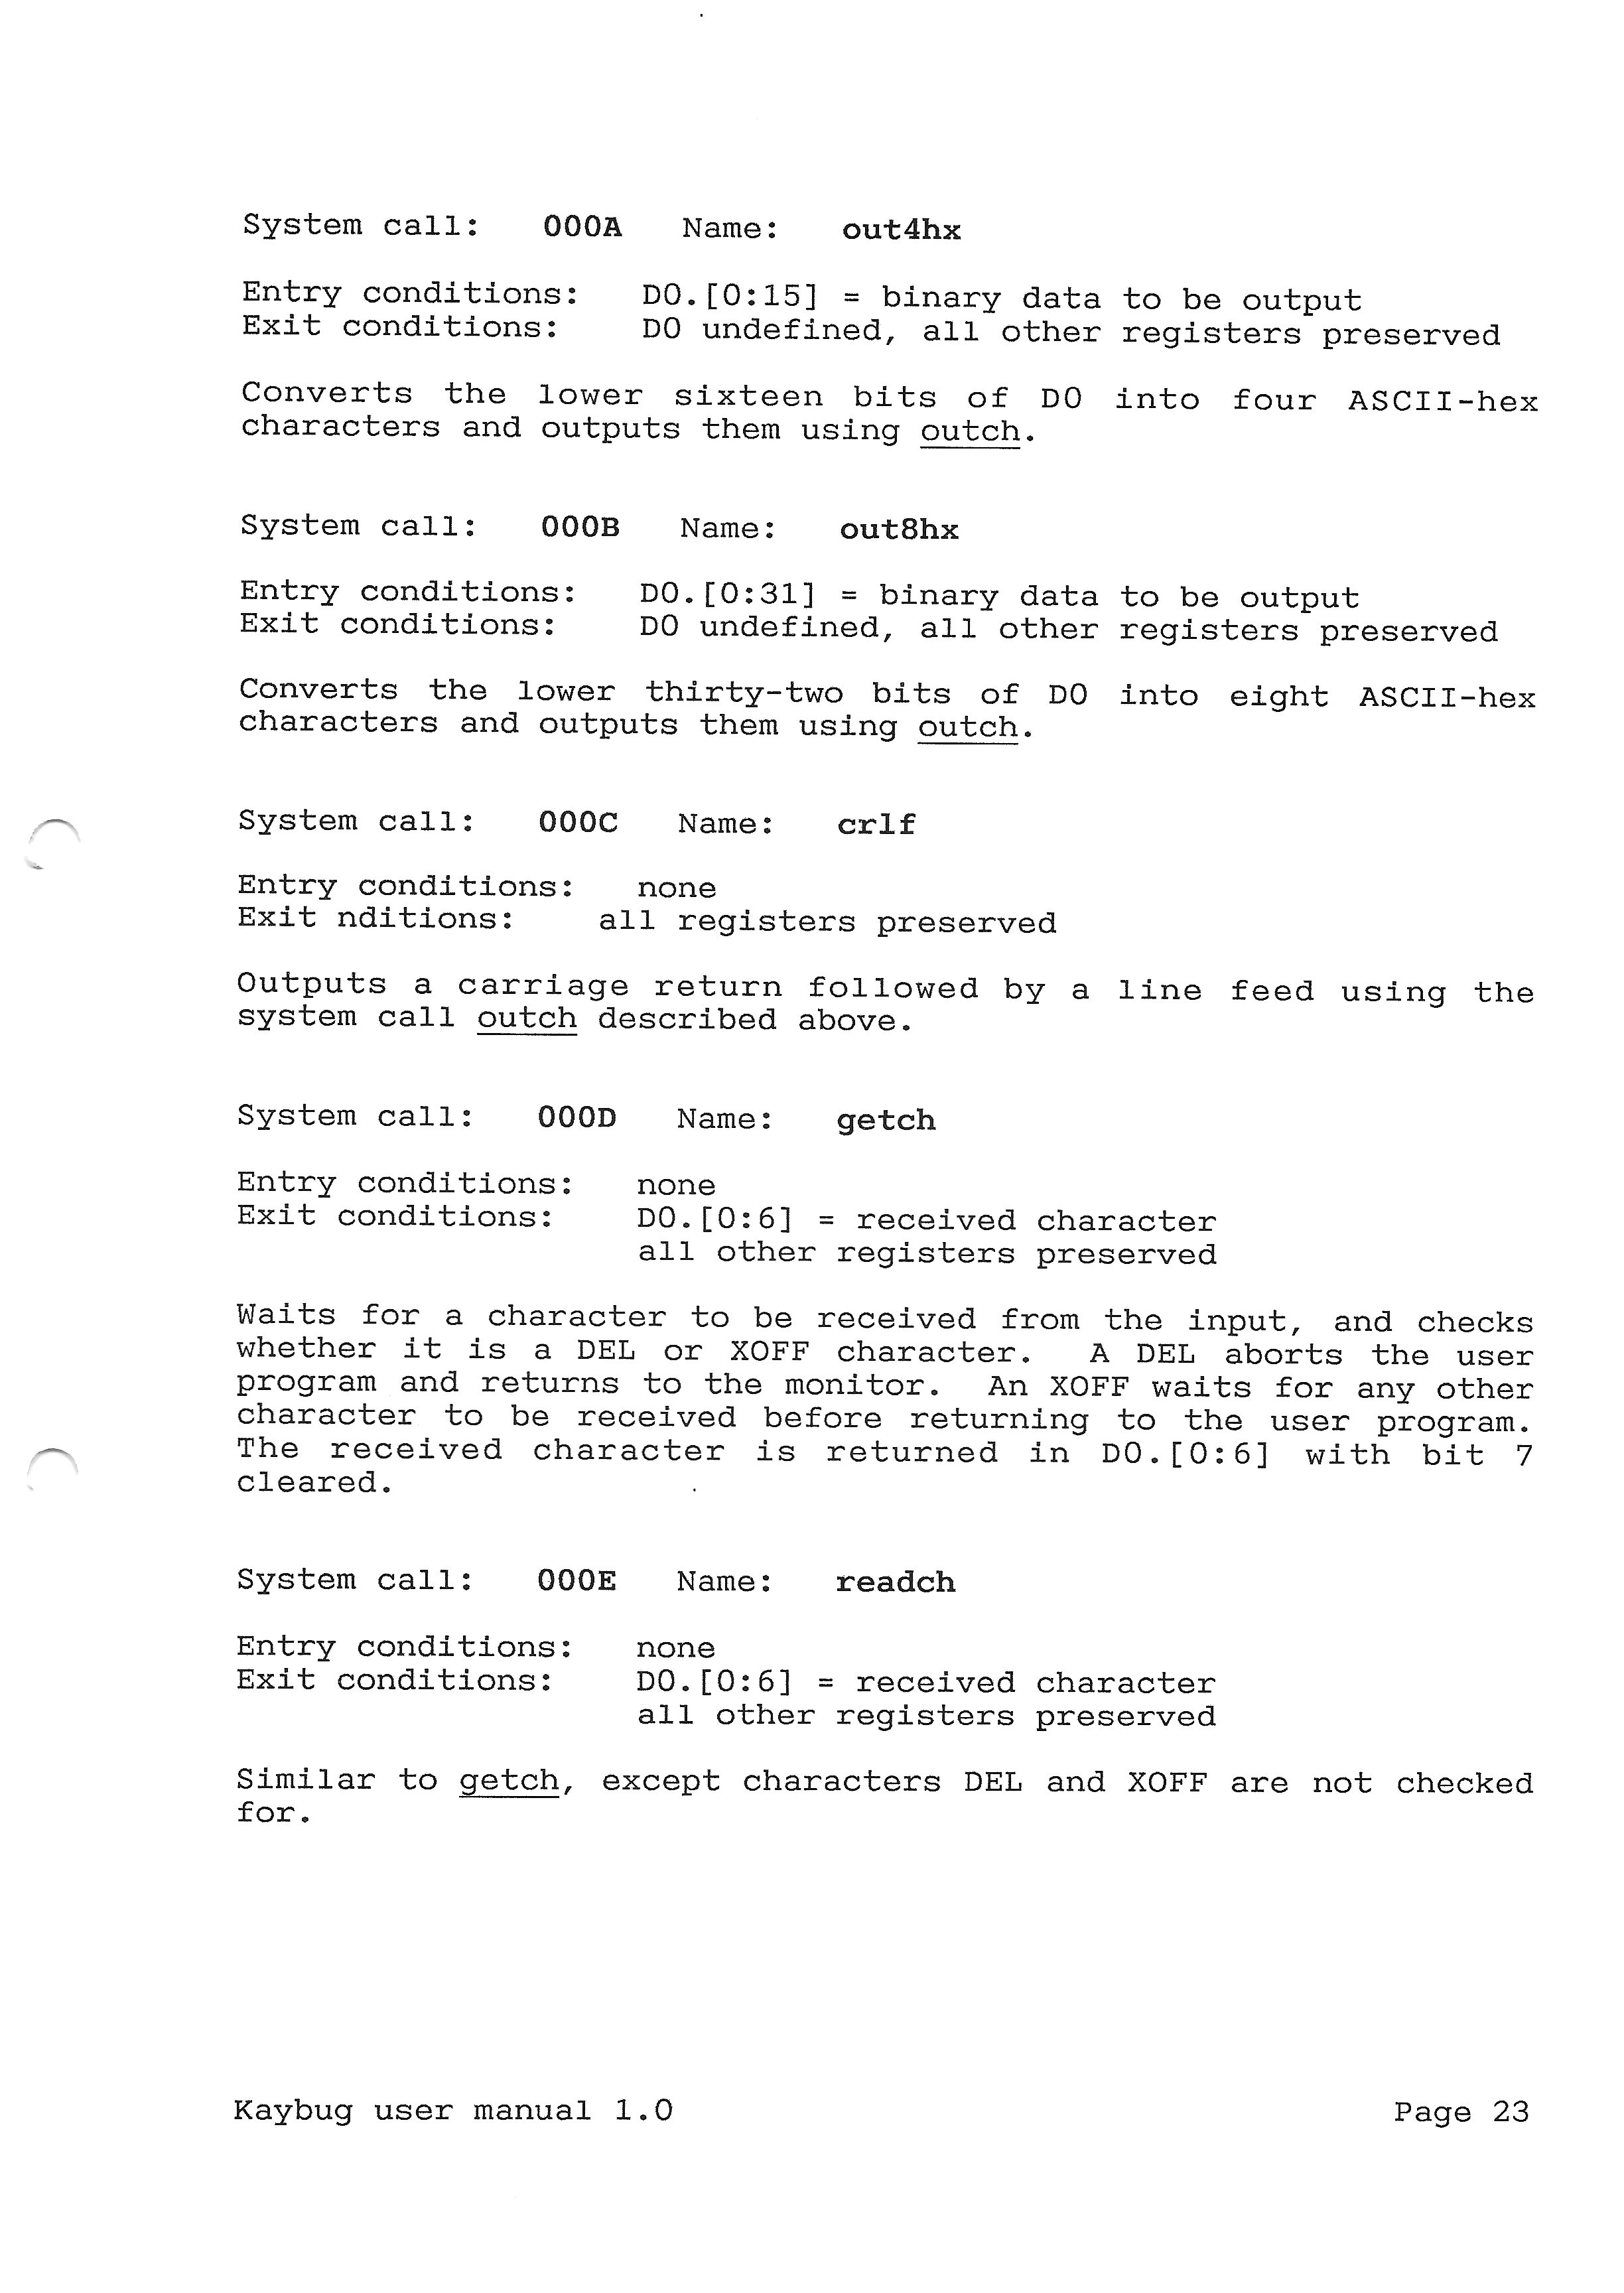 System call: 000A Name: out4hx
Entry conditions: D0.[0:15] = binary data to be output
Exit conditions: D0 undefined, all other registers preserved
Converts the lower sixteen bits of D0 into four ASCII-hex
characters and outputs them using outch.
System call: 000B Name: out8hx
Entry conditions: D0.[0:31] = binary data to be output
Exit conditions: D0 undefined, all other registers preserved
Converts the lower thirty-two bits of D0 into eight ASCII-hex
characters and outputs them using outch.
System call: 000C Name: crlf
Entry conditions: none
Exit nditions: all registers preserved
Outputs a carriage return followed by a line feed using the
system call outch described above.
System call: 000D Name: getch
Entry conditions: none
Exit conditions: D0.[0:6] = received character
all other registers preserved
Waits for a character to be received from the input, and checks
whether it is a DEL or XOFF character. A DEL aborts the user
program and returns to the monitor. An XOFF waits for any other
character to be received before returning to the user program.
The received character is returned in D0.[0:6] with bit 7
cleared.
System call: 000E Name: readch
Entry conditions: none
Exit conditions: D0.[0:6] = received character
all other registers preserved
Similar to getch, except characters DEL and XOFF are not checked
for.
Kaybug user manual 1.0 Page 23